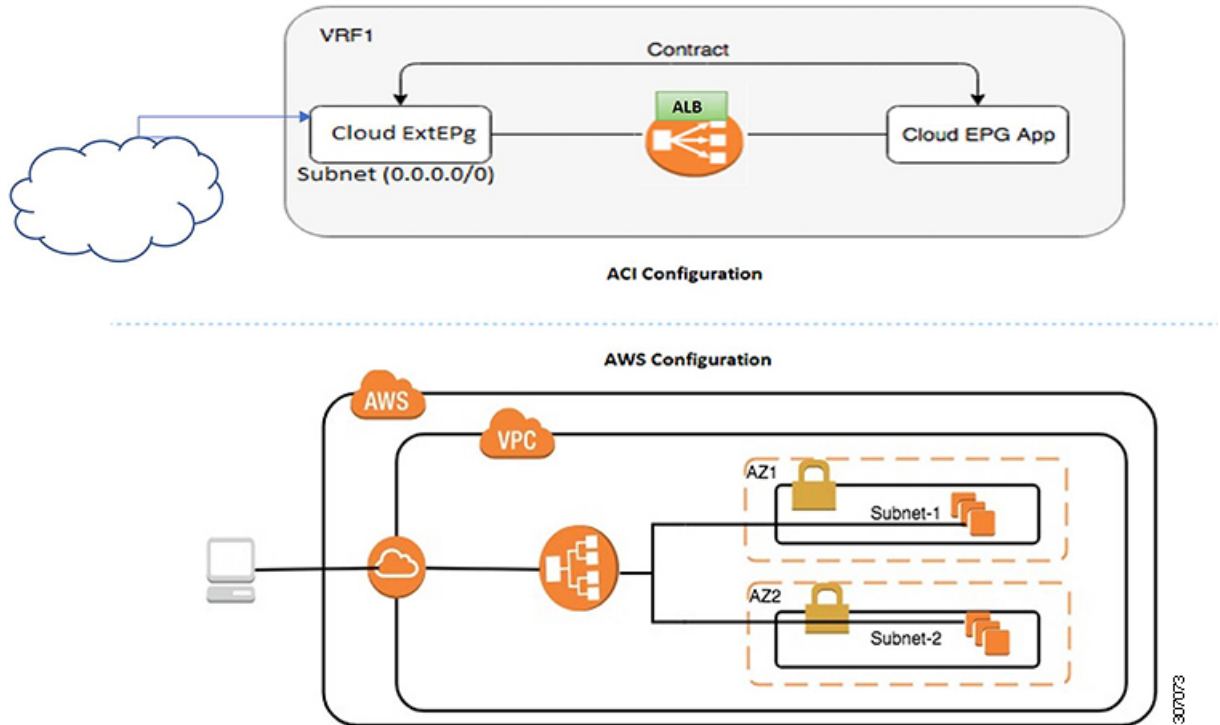 VRF1
Contract
ALB
Cloud ExtEPg
Cloud EPG App
Subnet (0.0.0.0/0)
ACI Configuration
AWS Configuration
AWS
VPC
AZ1
Subnet-1
AZ2
Subnet-2
307073